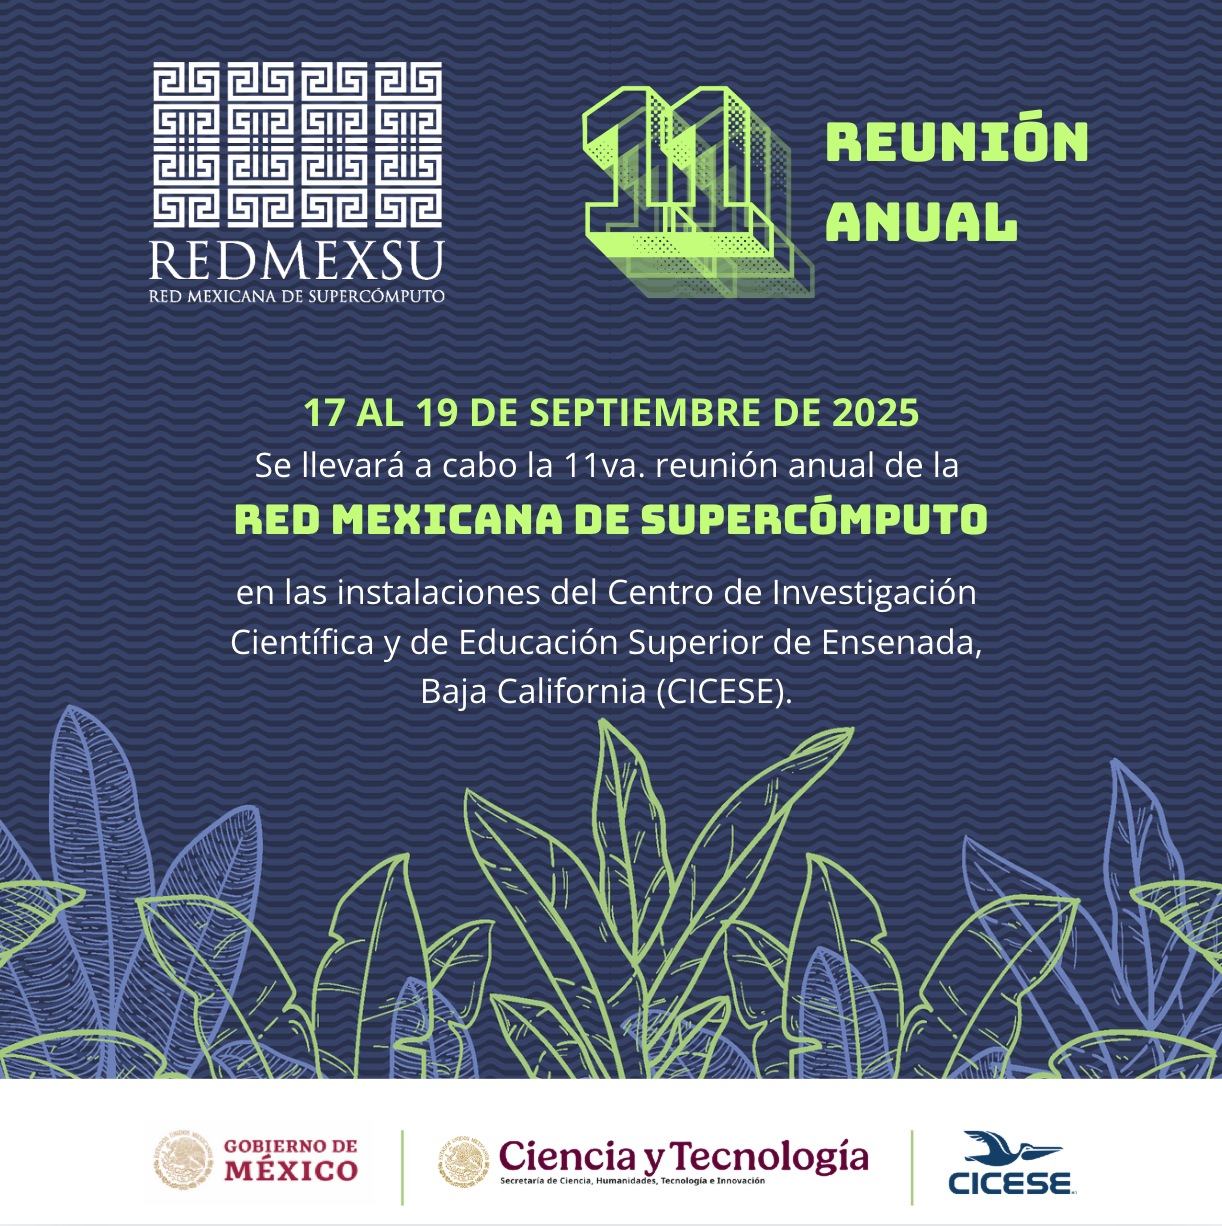 REDMEXSU
RED MEXICANA DE SUPERCÓMPUTO
11
REUNIÓN
ANUAL
17 AL 19 DE SEPTIEMBRE DE 2025
Se llevará a cabo la 11va. reunión anual de la
RED MEXICANA DE SUPERCÓMPUTO
en las instalaciones del Centro de Investigación
Científica y de Educación Superior de Ensenada,
Baja California (CICESE).
GOBIERNO DE
MÉXICO
Ciencia y Tecnología
Secretaría de Ciencia, Humanidades, Tecnología e Innovación
CICESE